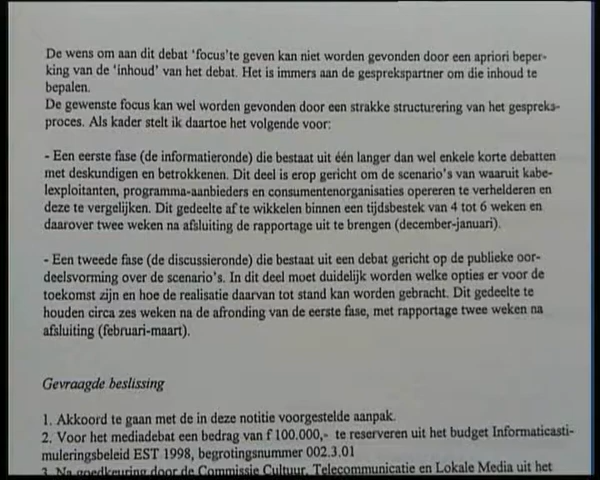 De wens om aan dit debat 'focus'te geven kan niet worden gevonden door een apriori beper-
king van de 'inhoud' van het debat. Het is immers aan de gesprekspartner om die inhoud te
bepalen.
De gewenste focus kan wel worden gevonden door een strakke structurering van het gespreks-
proces. Als kader stelt ik daartoe het volgende voor:
- Een eerste fase (de informatieronde) die bestaat uit één langer dan wel enkele korte debatten
met deskundigen en betrokkenen. Dit deel is erop gericht om de scenario's van waaruit kabe-
lexploitanten, programma-aanbieders en consumentenorganisaties opereren te verhelderen en
deze te vergelijken. Dit gedeelte af te wikkelen binnen een tijdsbestek van 4 tot 6 weken en
daarover twee weken na afsluiting de rapportage uit te brengen (december-januari).
- Een tweede fase (de discussieronde) die bestaat uit een debat gericht op de publieke oor-
deelsvorming over de scenario's. In dit deel moet duidelijk worden welke opties er voor de
toekomst zijn en hoe de realisatie daarvan tot stand kan worden gebracht. Dit gedeelte te
houden circa zes weken na de afronding van de eerste fase, met rapportage twee weken na
afsluiting (februari-maart).
Gevraagde beslissing
1. Akkoord te gaan met de in deze notitie voorgestelde aanpak.
2. Voor het mediadebat een bedrag van f 100.000,- te reserveren uit het budget Informaticasti-
muleringsbeleid EST 1998, begrotingsnummer 002.3.01
3. Na goedkeuring door de Commissie Cultuur, Telecommunicatie en Lokale Media uit het